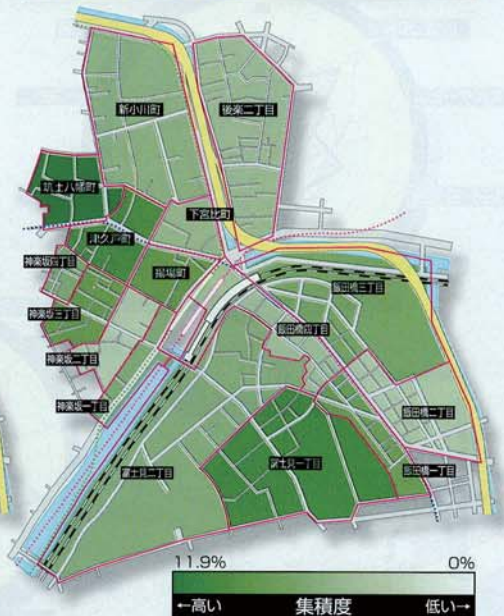 新小川町
後楽二丁目
筑土八幡町
下宮比町
津久戸町
神楽坂四丁目
揚場町
飯田橋三丁目
神楽坂三丁目
飯田橋四丁目
神楽坂二丁目
神楽坂一丁目
飯田橋二丁目
富士見二丁目
富士見一丁目
飯田橋一丁目
11.9%
0%
←高い 集積度 低い→